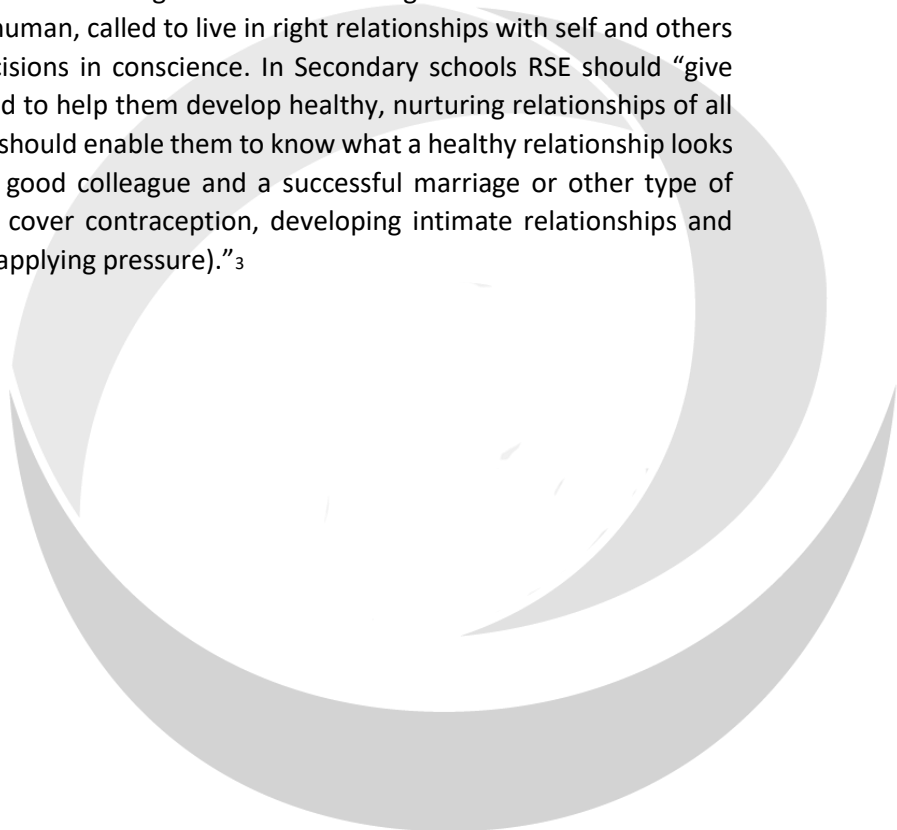 human, called to live in right relationships with self and others
cisions in conscience. In Secondary schools RSE should “give
d to help them develop healthy, nurturing relationships of all
should enable them to know what a healthy relationship looks
good colleague and a successful marriage or other type of
cover contraception, developing intimate relationships and
applying pressure).”3